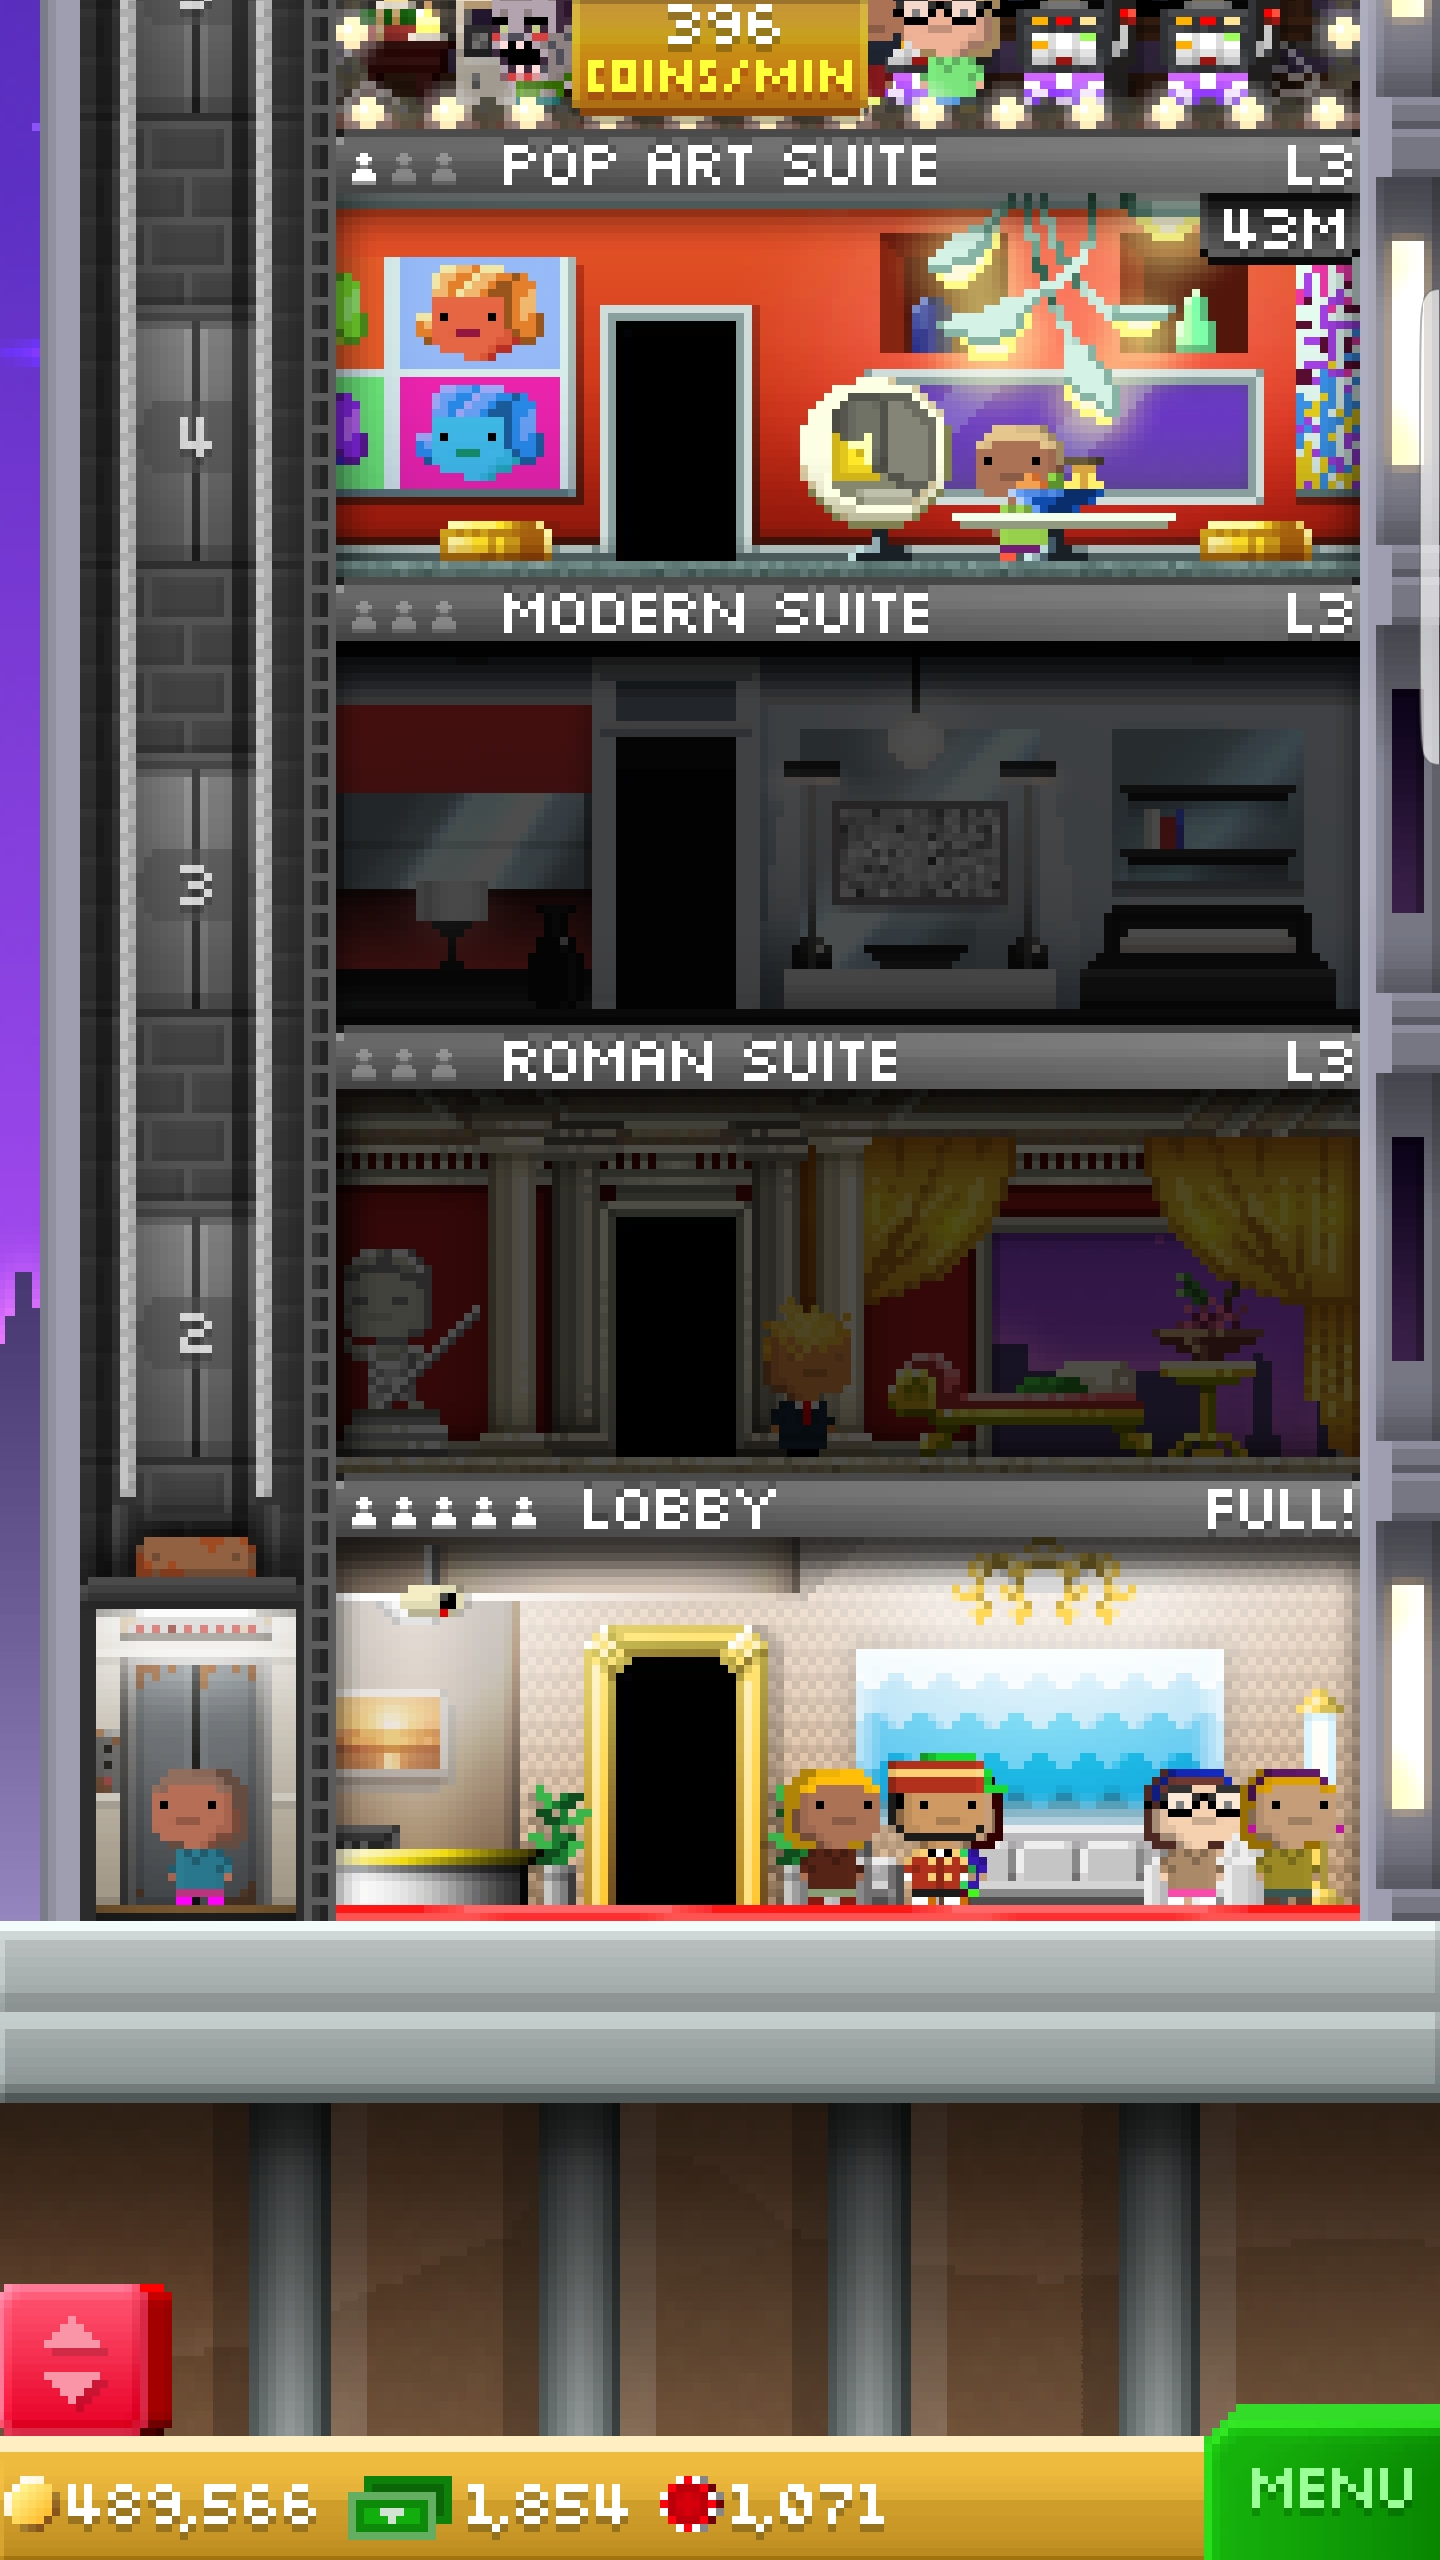 396
COINS/MIN
POP ART SUITE L3
43M
4
MODERN SUITE L3
3
ROMAN SUITE L3
2
LOBBY FULL!
489,566 1,854 1,071
MENU